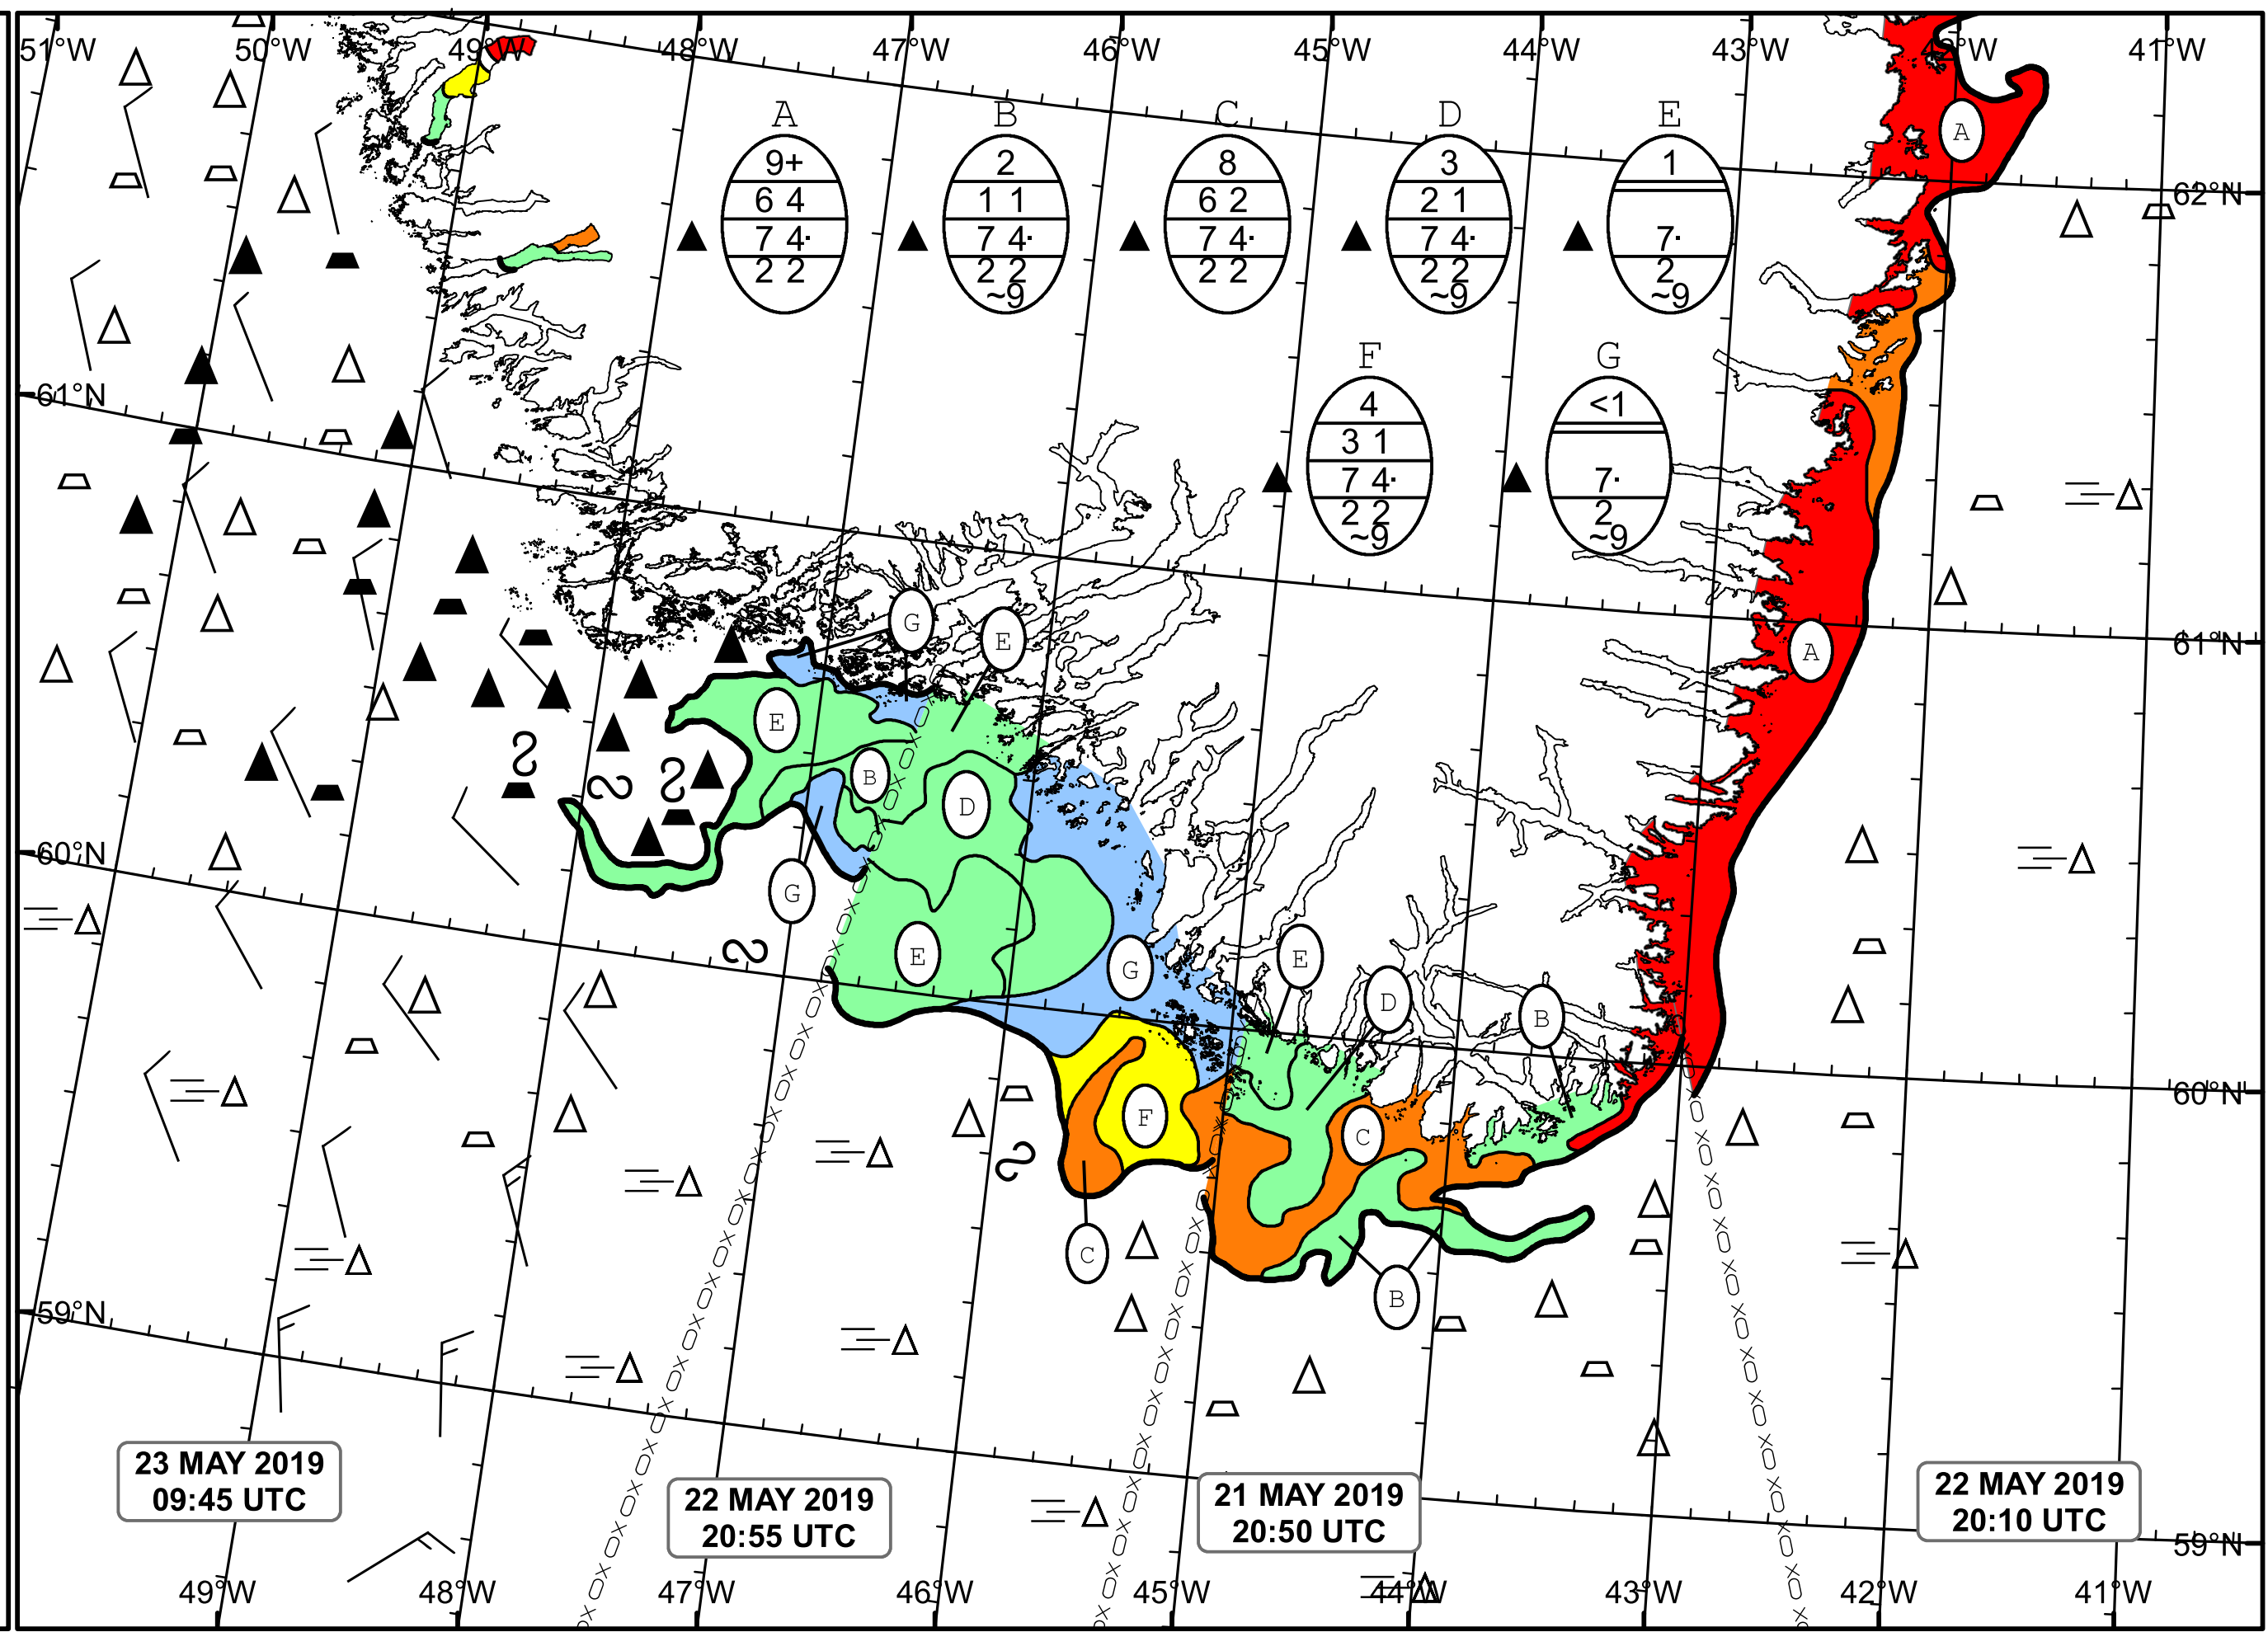 51°W 50°W 49°W 48°W 47°W 46°W 45°W 44°W 43°W 42°W 41°W
A B C D E
9+ 2 8 3 1
6 4 1 1 6 2 2 1
7 4· 7 4· 7 4· 7 4· 7·
2 2 2 2 2 2 2 2 2
~9 ~9 ~9
A
62°N
F G
4 <1
3 1
7 4· 7·
2 2 2
~9 ~9
61°N
61°N
G
E
A
E
B
D
60°N
G
E
G
E
D
B
60°N
F
C
C
B
59°N
23 MAY 2019
09:45 UTC
22 MAY 2019
20:55 UTC
21 MAY 2019
20:50 UTC
22 MAY 2019
20:10 UTC
59°N
49°W 48°W 47°W 46°W 45°W 44°W 43°W 42°W 41°W